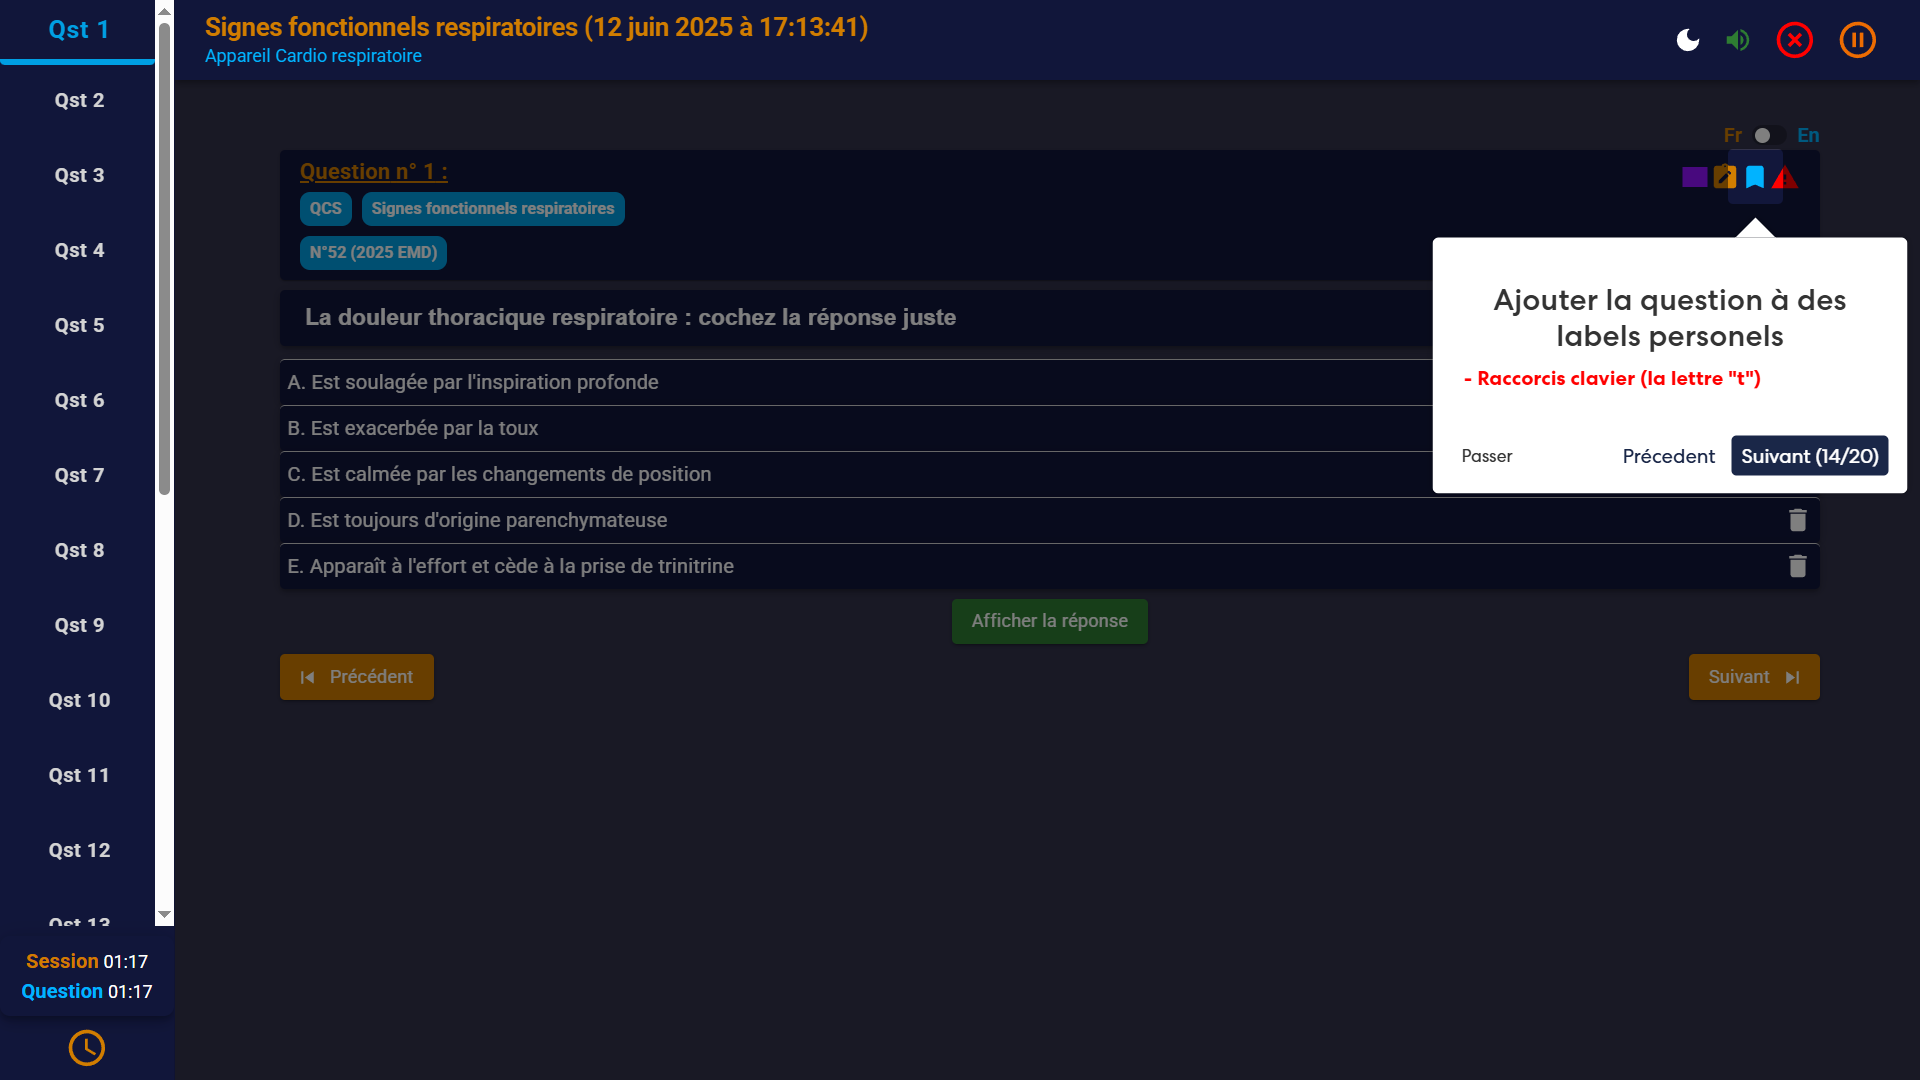 Qst 1
Qst 2
Qst 3
Qst 4
Qst 5
Qst 6
Qst 7
Qst 8
Qst 9
Qst 10
Qst 11
Qst 12
Qst 13
Session 01:17
Question 01:17
Signes fonctionnels respiratoires (12 juin 2025 à 17:13:41)
Appareil Cardio respiratoire
Fr En
Question n° 1 :
QCS Signes fonctionnels respiratoires
N°52 (2025 EMD)
La douleur thoracique respiratoire : cochez la réponse juste
A. Est soulagée par l'inspiration profonde
B. Est exacerbée par la toux
C. Est calmée par les changements de position
D. Est toujours d'origine parenchymateuse
E. Apparaît à l'effort et cède à la prise de trinitrine
Afficher la réponse
Précédent
Suivant
Ajouter la question à des
labels personels
- Raccorcis clavier (la lettre "t")
Passer Précedent Suivant (14/20)